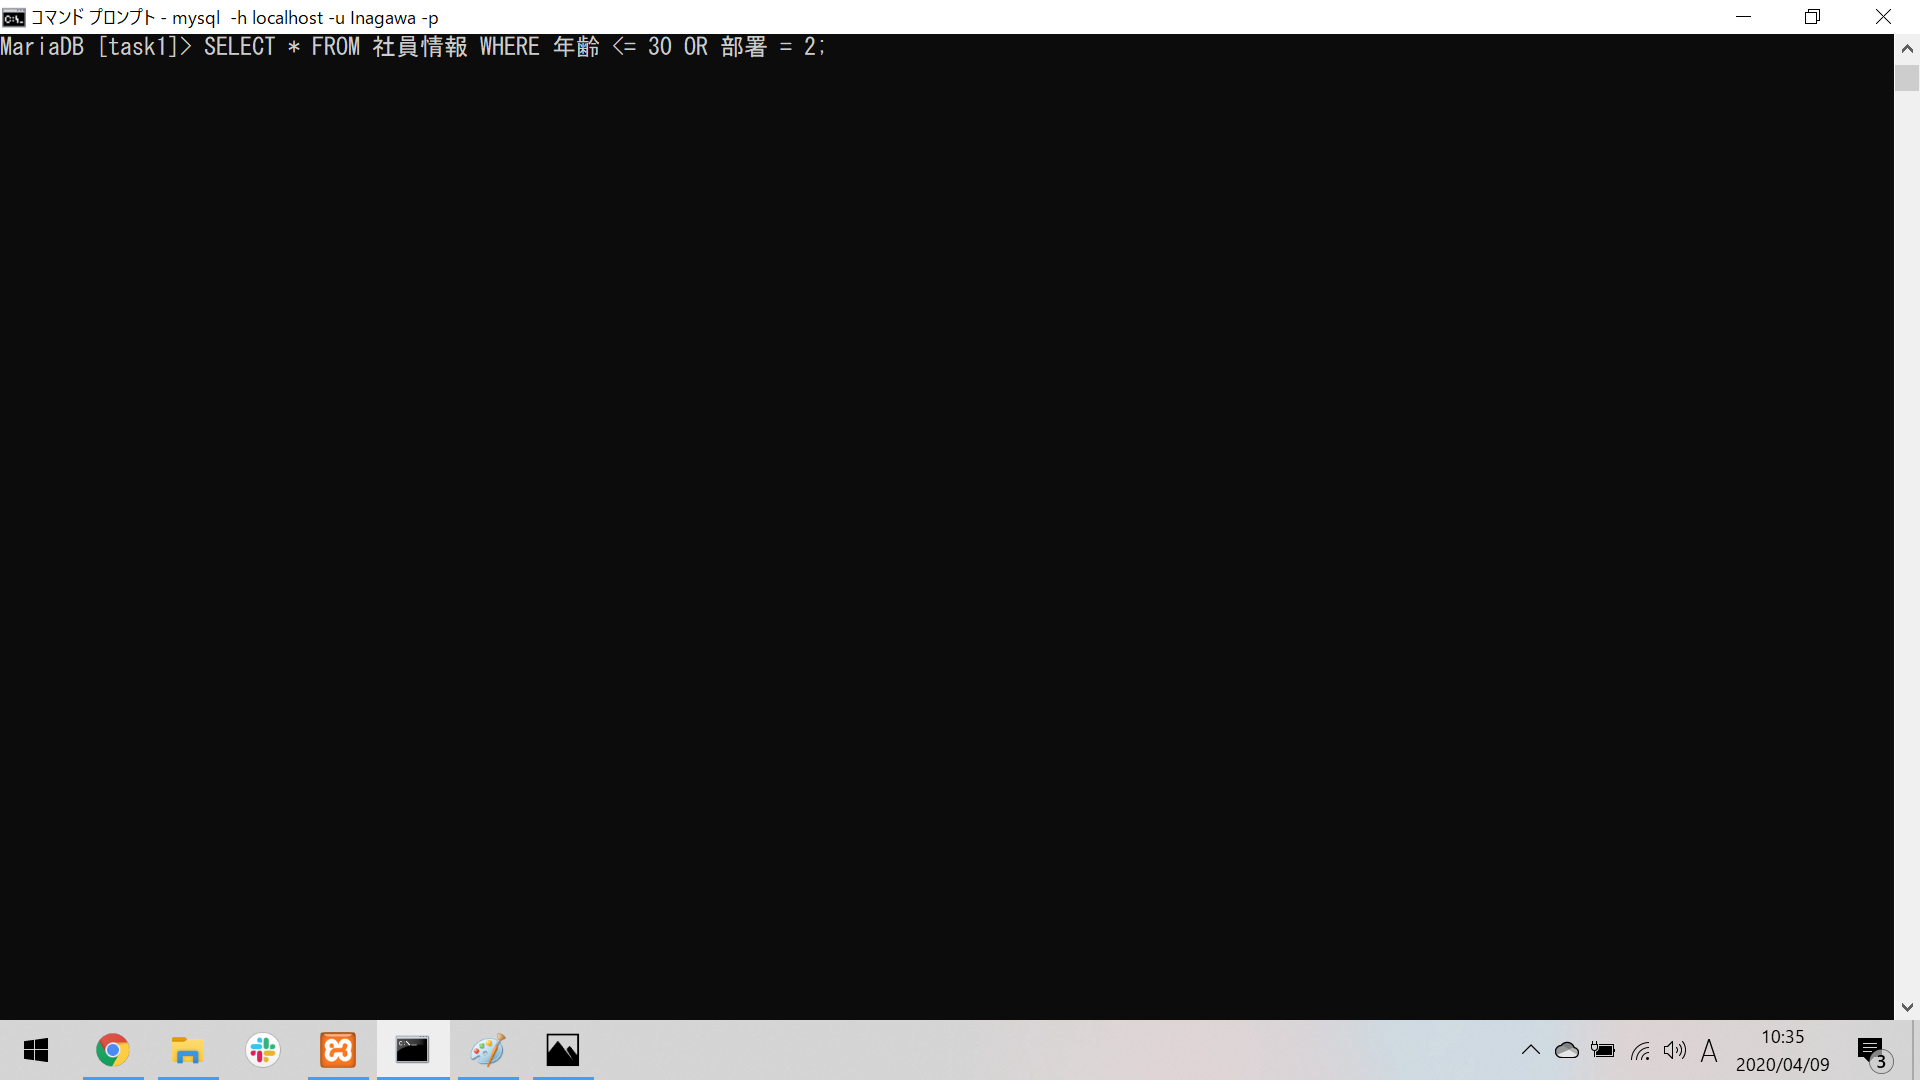 コマンド プロンプト - mysql -h localhost -u Inagawa -p
MariaDB [task1]> SELECT * FROM 社員情報 WHERE 年齢 <= 30 OR 部署 = 2;
A
10:35
2020/04/09
3